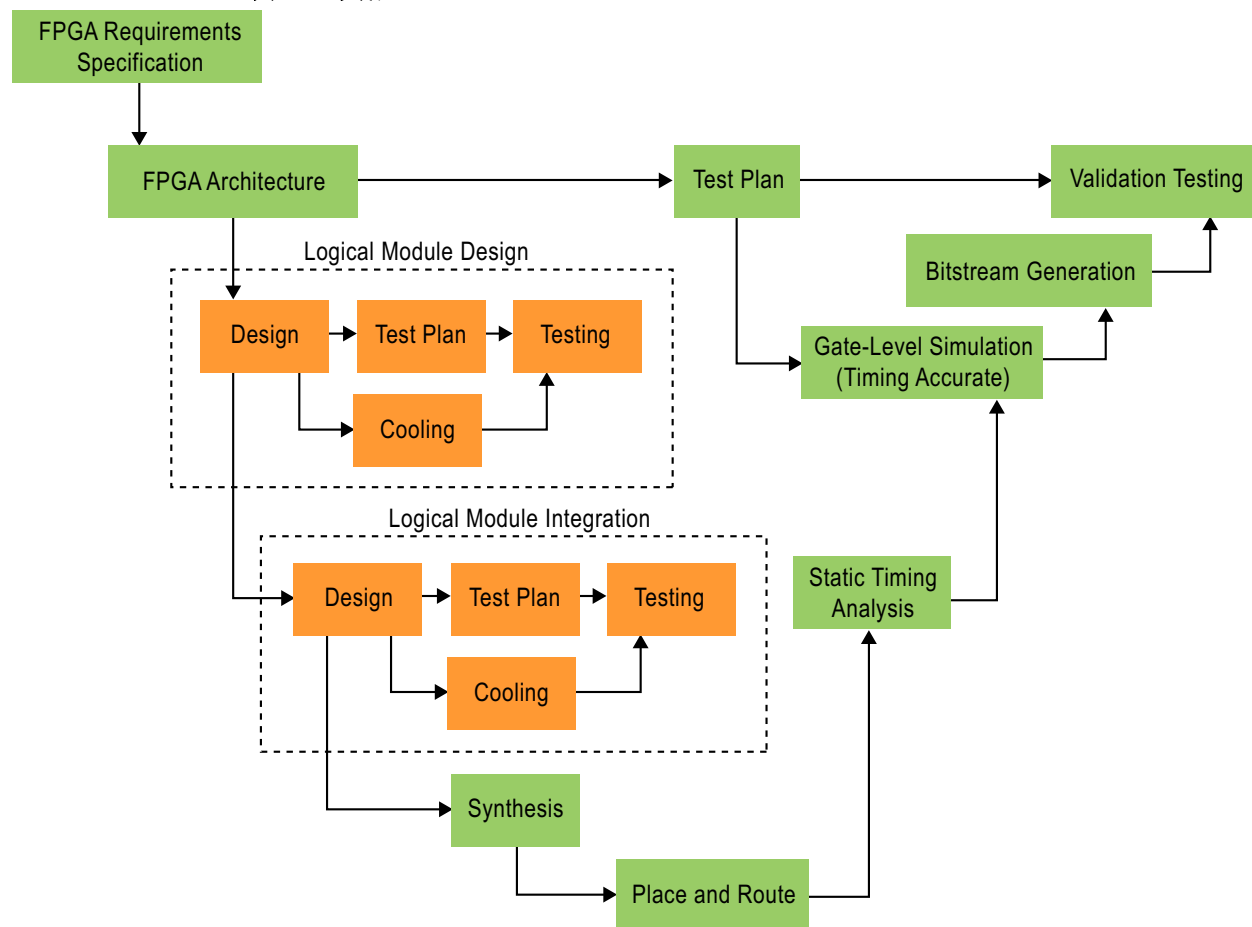 FPGA Requirements
Specification
FPGA Architecture
Test Plan
Validation Testing
Logical Module Design
Bitstream Generation
Design
Test Plan
Testing
Gate-Level Simulation
(Timing Accurate)
Cooling
Logical Module Integration
Design
Test Plan
Testing
Static Timing
Analysis
Cooling
Synthesis
Place and Route